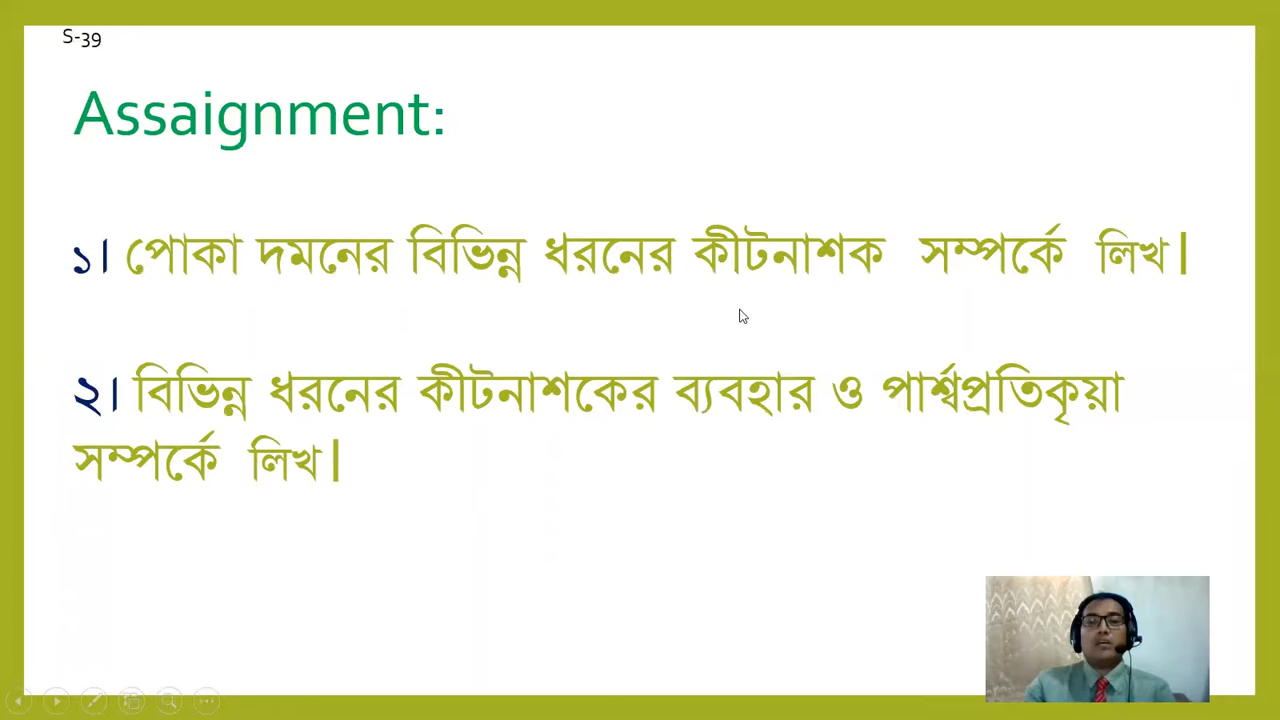 S-39
Assaignment:
১। পোকা দমনের বিভিন্ন ধরনের কীটনাশক সম্পর্কে লিখ।
২। বিভিন্ন ধরনের কীটনাশকের ব্যবহার ও পার্শ্বপ্রতিকৃয়া
সম্পর্কে লিখ।